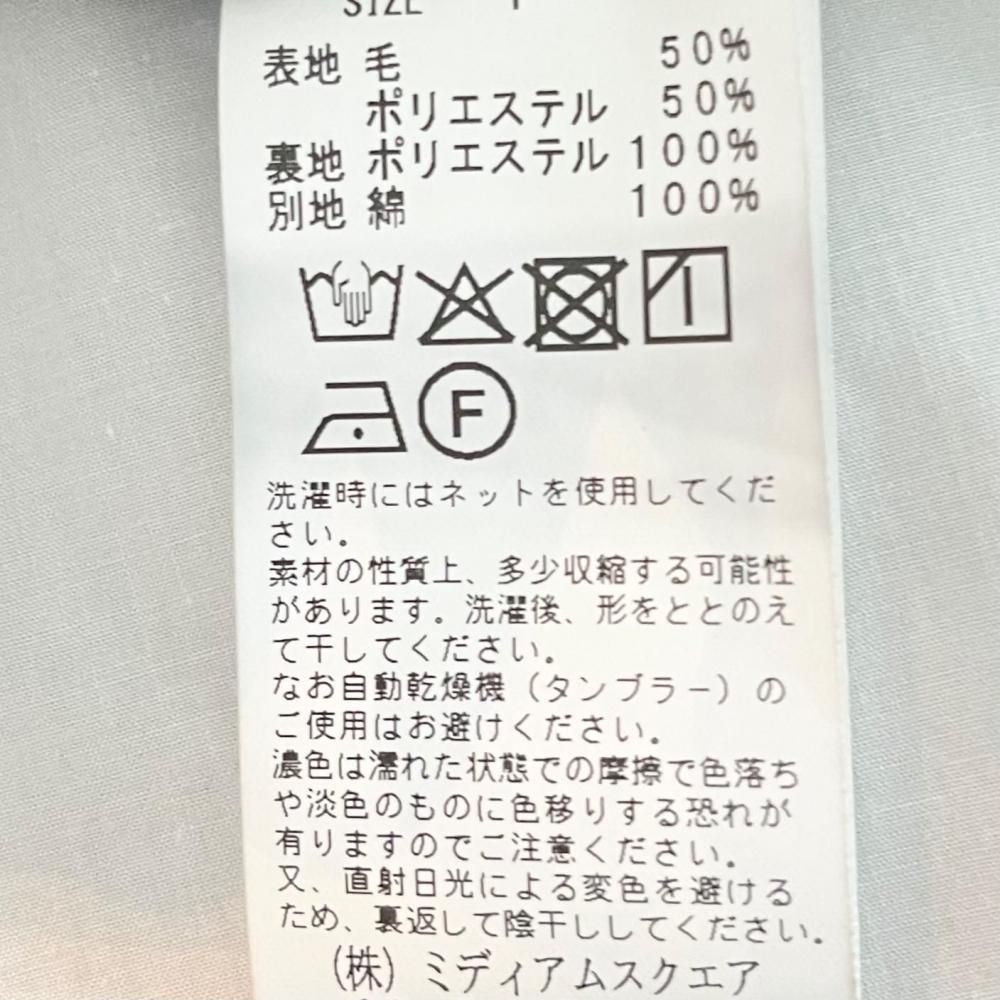 SIZE
表地 毛 50%
ポリエステル 50%
裏地 ポリエステル 100%
別地 綿 100%
F
洗濯時にはネットを使用してくだ
さい。
素材の性質上、多少収縮する可能性
があります。洗濯後、形をととのえ
て干してください。
なお自動乾燥機（タンブラー）の
ご使用はお避けください。
濃色は濡れた状態での摩擦で色落ち
や淡色のものに色移りする恐れが
有りますのでご注意ください。
又、直射日光による変色を避ける
ため、裏返して陰干ししてください。
(株) ミディアムスクエア